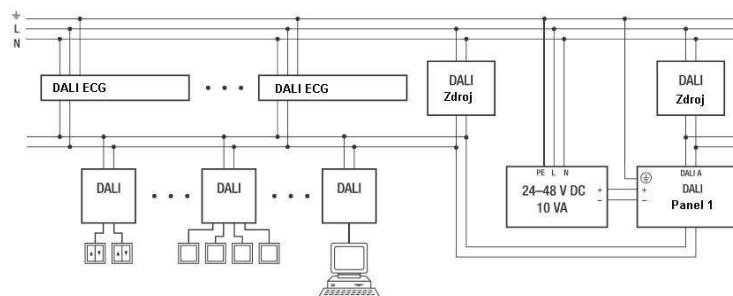 L
N
DALI ECG
DALI ECG
DALI
Zdroj
DALI
Zdroj
DALI
DALI
DALI
PE L N
24–48 V DC
10 VA
+
–
+
–
DALI A
DALI
Panel 1